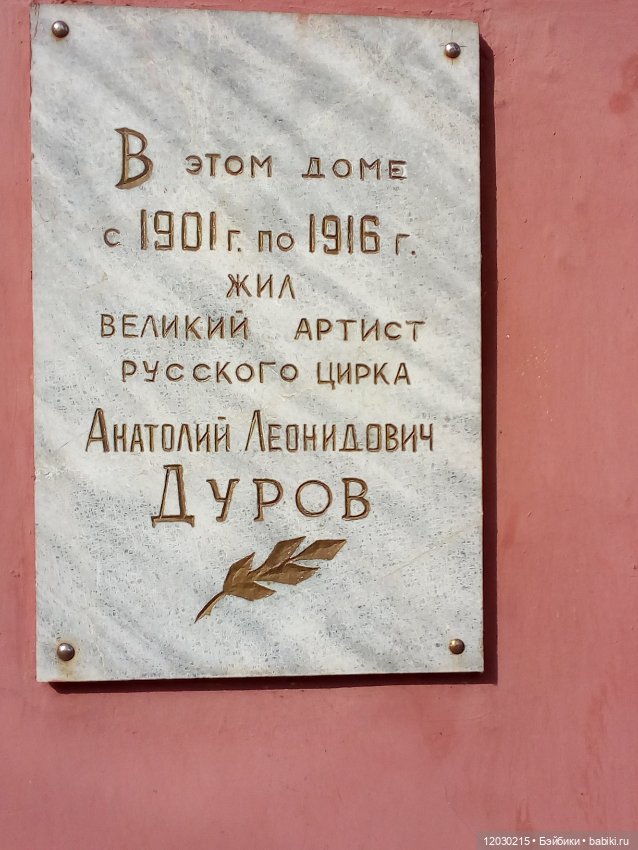 В этом доме
с 1901 г. по 1916 г.
жил
великий артист
русского цирка
Анатолий Леонидович
Дуров
12030215 • Бэйбики • babiki.ru